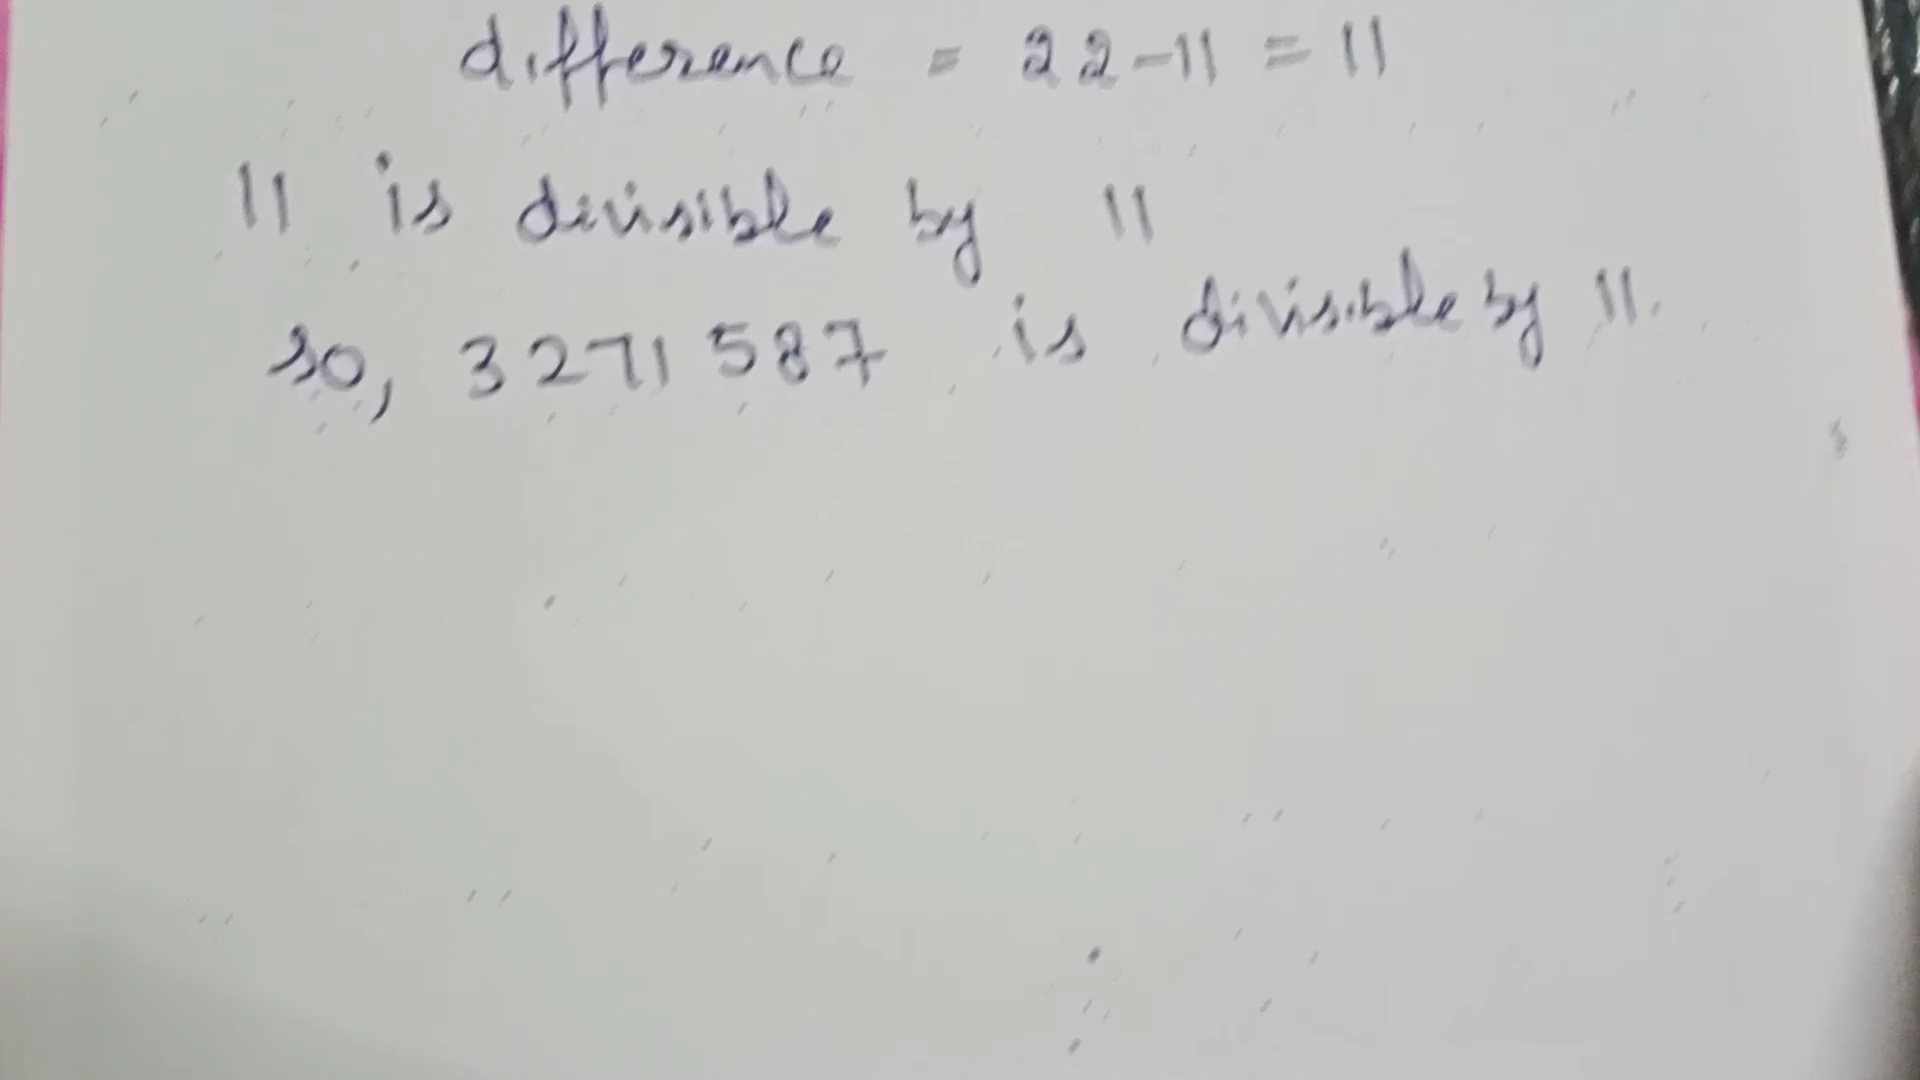 difference = 22-11 = 11
11 is divisible by 11
so, 3271587 is divisible by 11.